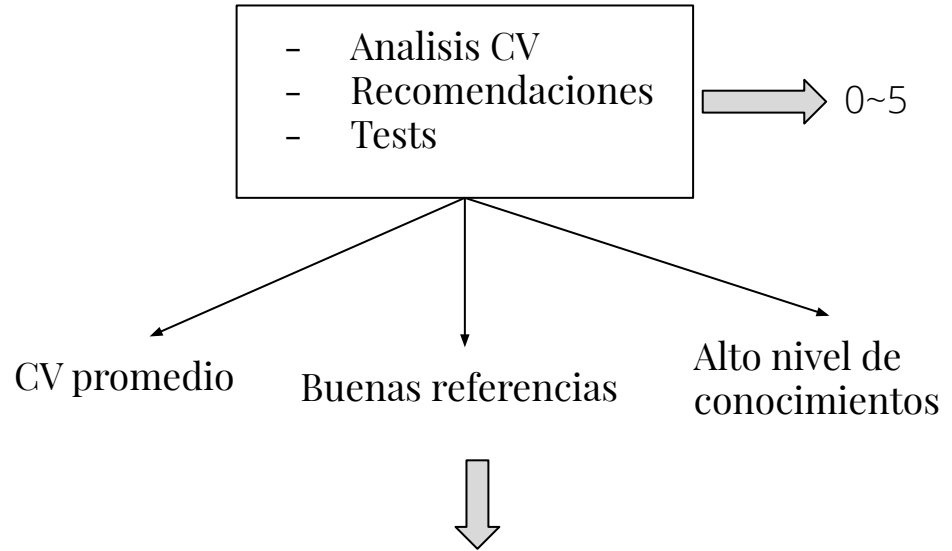 - Analisis CV
- Recomendaciones
- Tests
0~5
CV promedio
Buenas referencias
Alto nivel de
conocimientos